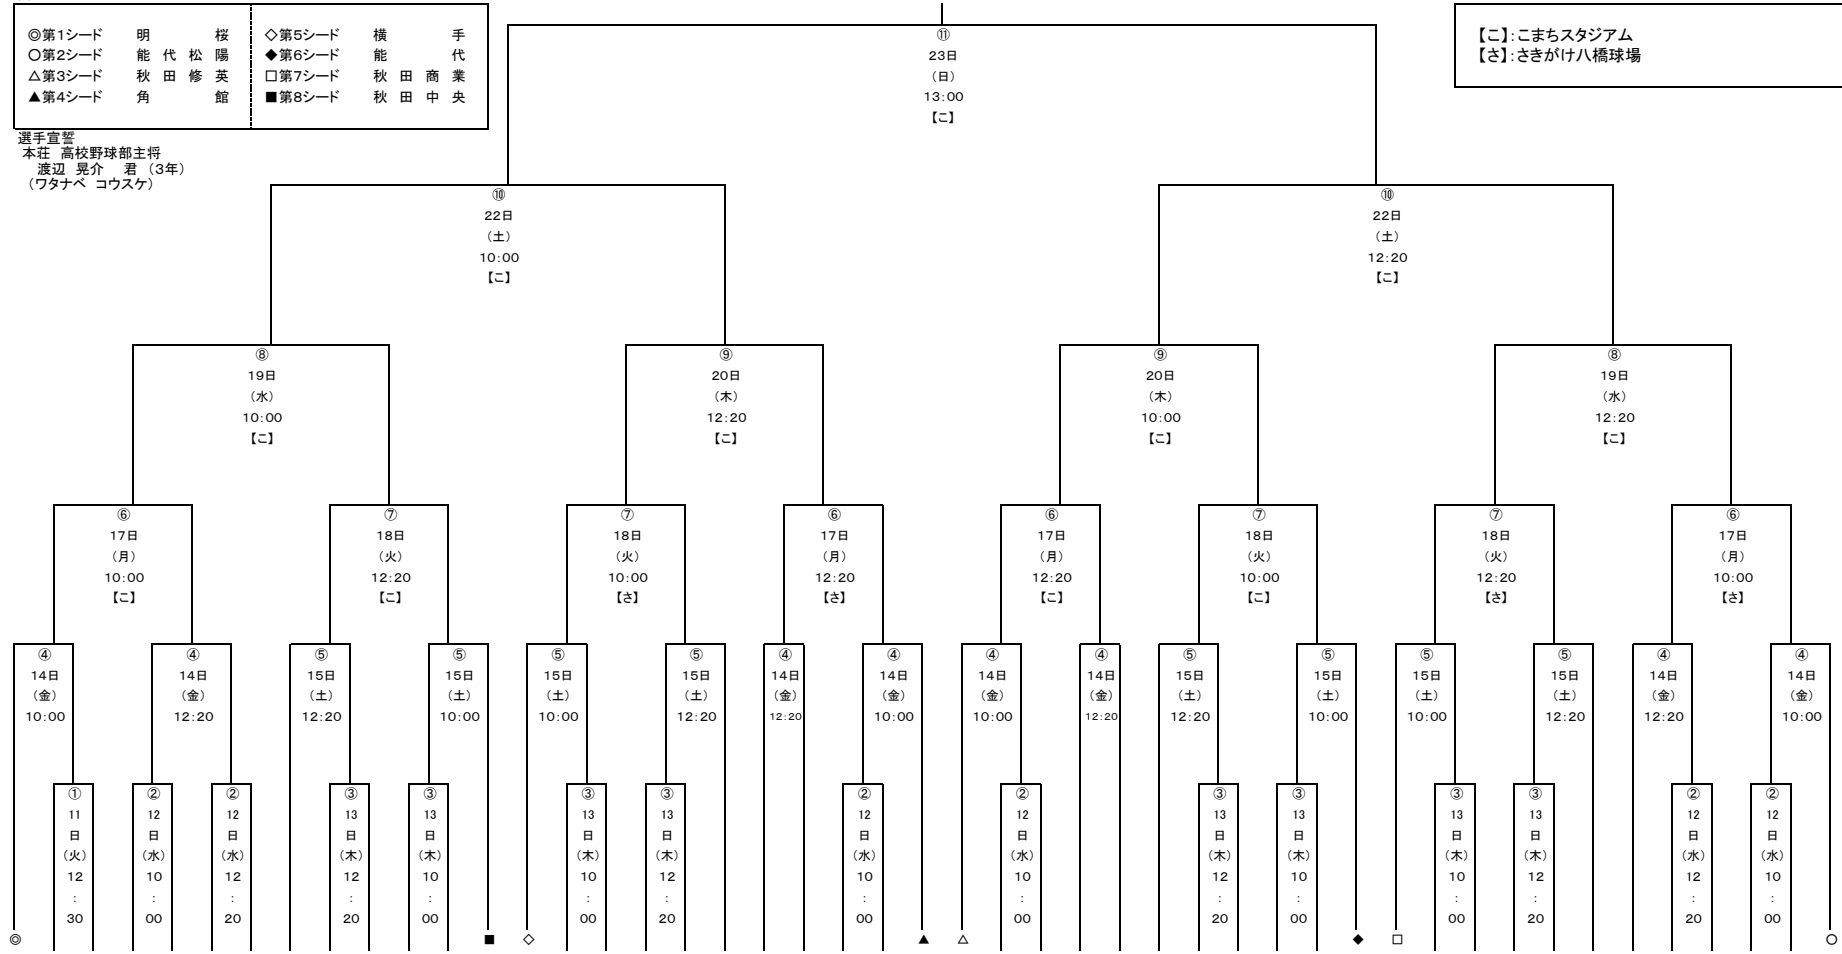 ◎第1シード 明桜 ◇第5シード 横手
○第2シード 能代松陽 ◆第6シード 能代
△第3シード 秋田修英 □第7シード 秋田商業
▲第4シード 角館 ■第8シード 秋田中央
選手宣誓
本荘 高校野球部主将
渡辺 晃介 君 (3年)
(ワタナベ コウスケ)
【こ】:こまちスタジアム
【さ】:さきがけ八橋球場
⑪
23日
(日)
13:00
【こ】
⑩ ⑩
22日 22日
(土) (土)
10:00 12:20
【こ】 【こ】
⑧ ⑨ ⑨ ⑧
19日 20日 20日 19日
(水) (木) (木) (水)
10:00 12:20 10:00 12:20
【こ】 【こ】 【こ】 【こ】
⑥ ⑦ ⑦ ⑥ ⑥ ⑦ ⑦ ⑥
17日 18日 18日 17日 17日 18日 18日 17日
(月) (火) (火) (月) (月) (火) (火) (月)
10:00 12:20 10:00 12:20 12:20 10:00 12:20 10:00
【こ】 【こ】 【さ】 【さ】 【こ】 【こ】 【さ】 【さ】
④ ④ ⑤ ⑤ ⑤ ⑤ ④ ④ ④ ④ ⑤ ⑤ ⑤ ⑤ ④ ④
14日 14日 15日 15日 15日 15日 14日 14日 14日 14日 15日 15日 15日 15日 14日 14日
(金) (金) (土) (土) (土) (土) (金) (金) (金) (金) (土) (土) (土) (土) (金) (金)
10:00 12:20 12:20 10:00 10:00 12:20 12:20 10:00 10:00 12:20 12:20 10:00 10:00 12:20 12:20 10:00
① ② ② ③ ③ ③ ③ ② ② ③ ③ ③ ③ ② ②
11 12 12 13 13 13 13 12 12 13 13 13 13 12 12
日 日 日 日 日 日 日 日 日 日 日 日 日 日 日
(火) (水) (水) (木) (木) (木) (木) (水) (水) (木) (木) (木) (木) (水) (水)
12 10 12 12 10 10 12 10 10 12 10 10 12 12 10
: : : : : : : : : : : : : : :
30 00 20 20 00 00 20 00 00 20 00 00 20 20 00
◎ ■ ◇ ▲ △ ◆ □ ○